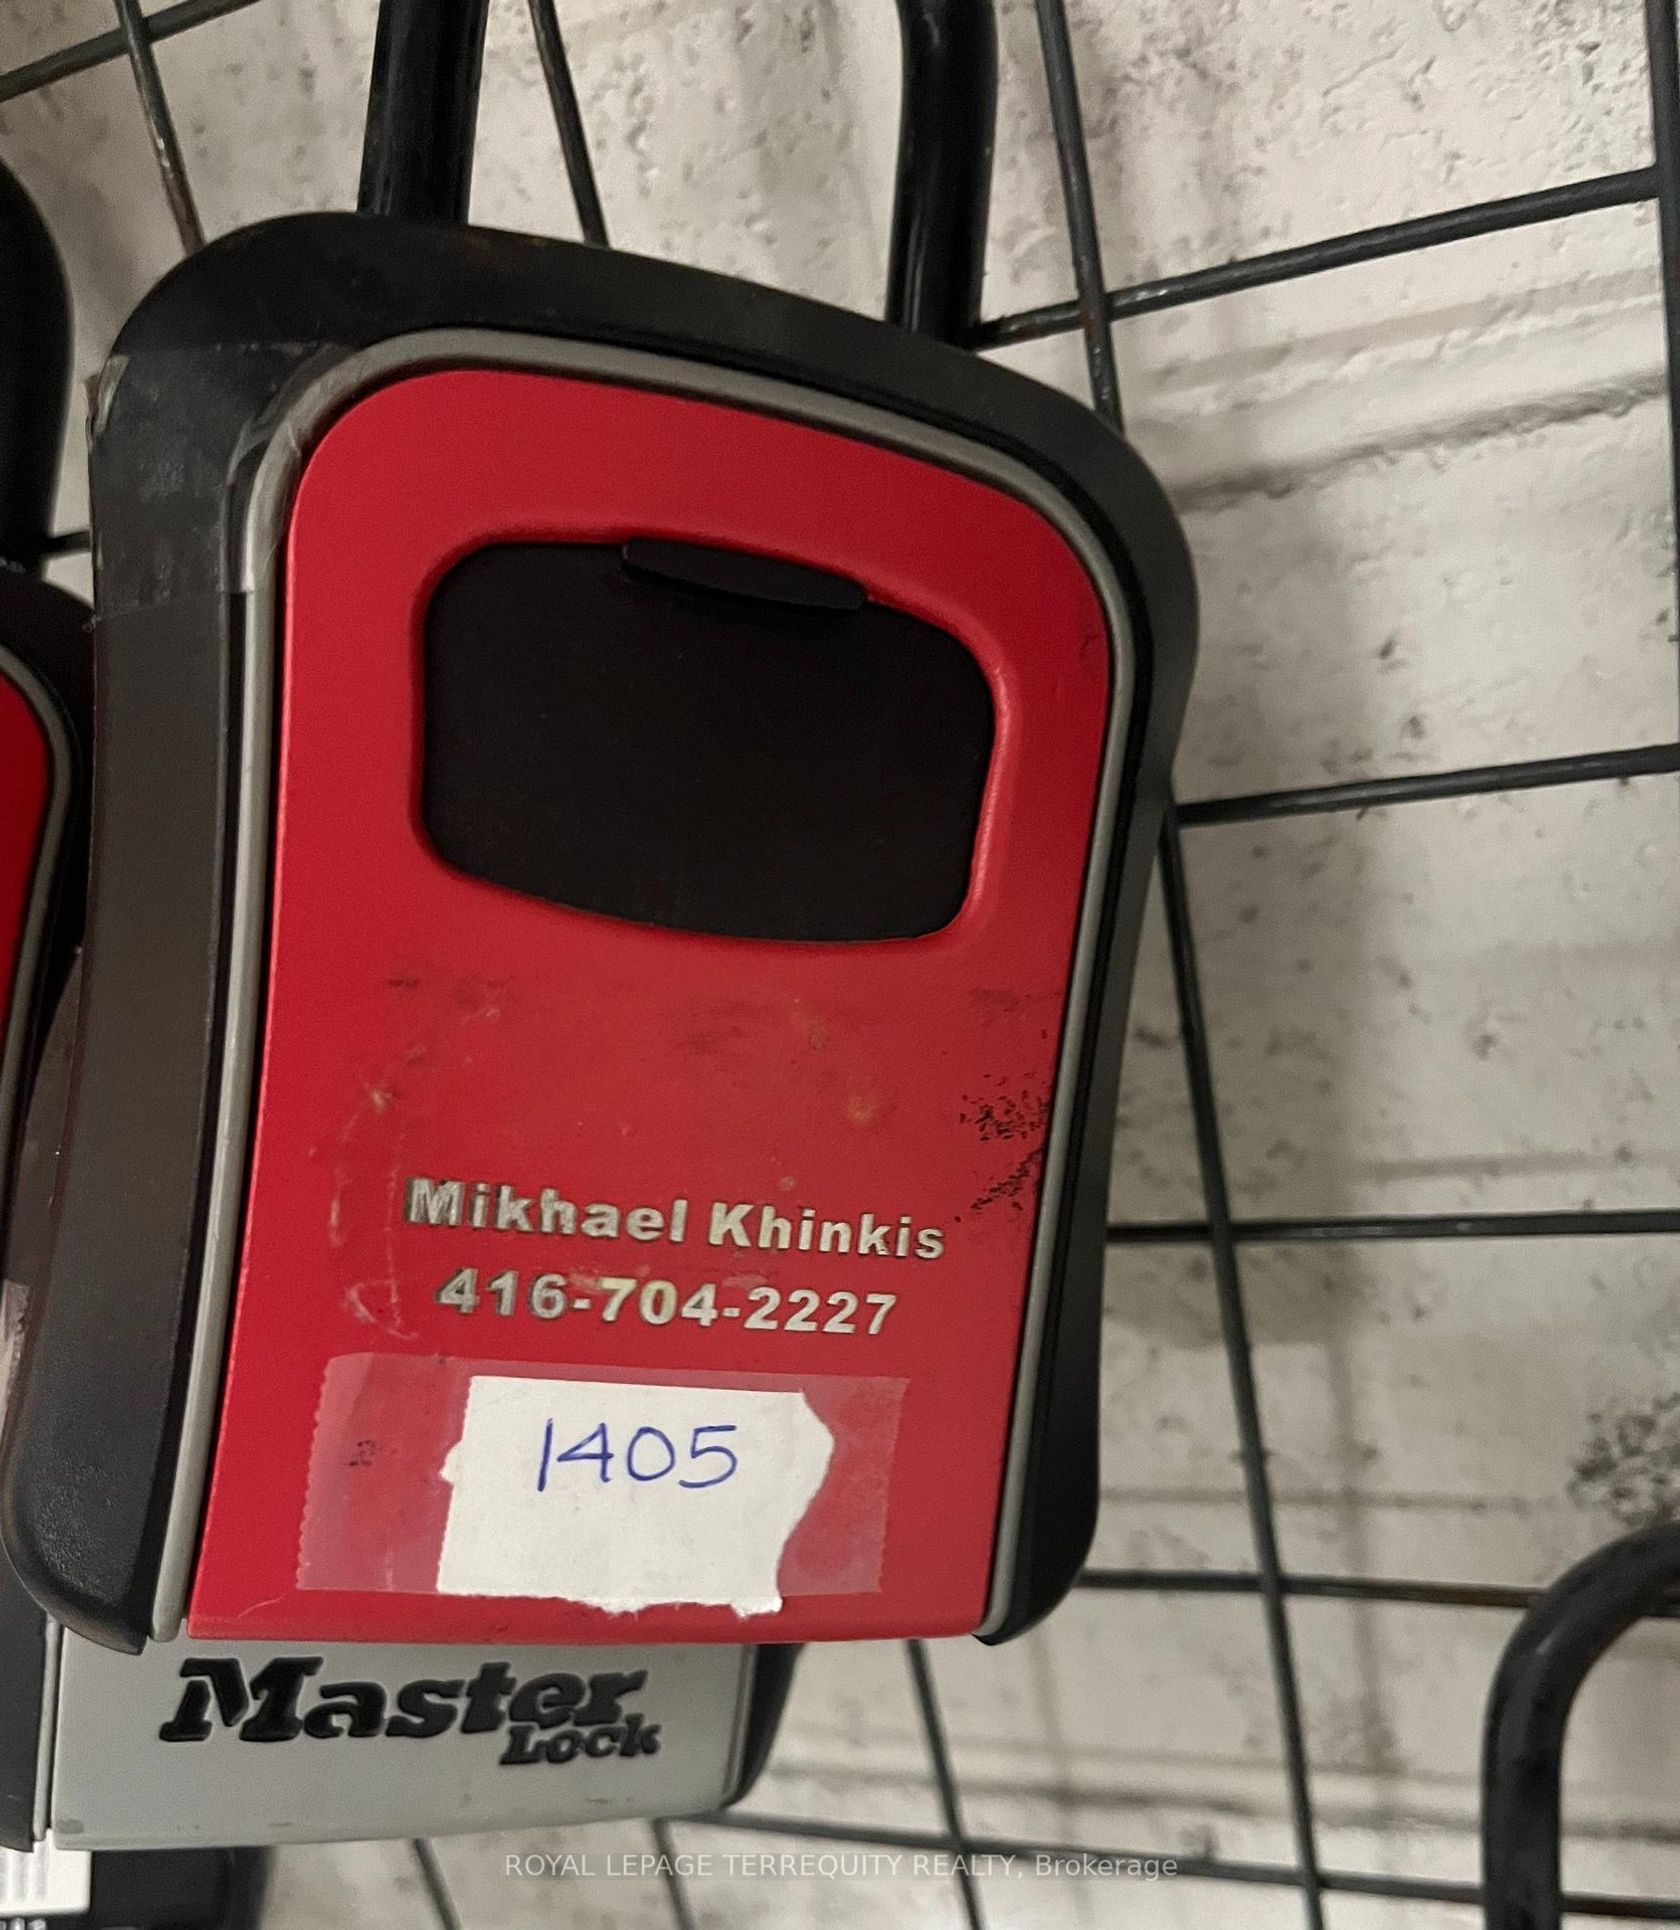 Mikhael Khinkis
416-704-2227
1405
Master
Lock
ROYAL LEPAGE TERREQUITY REALTY, Brokerage